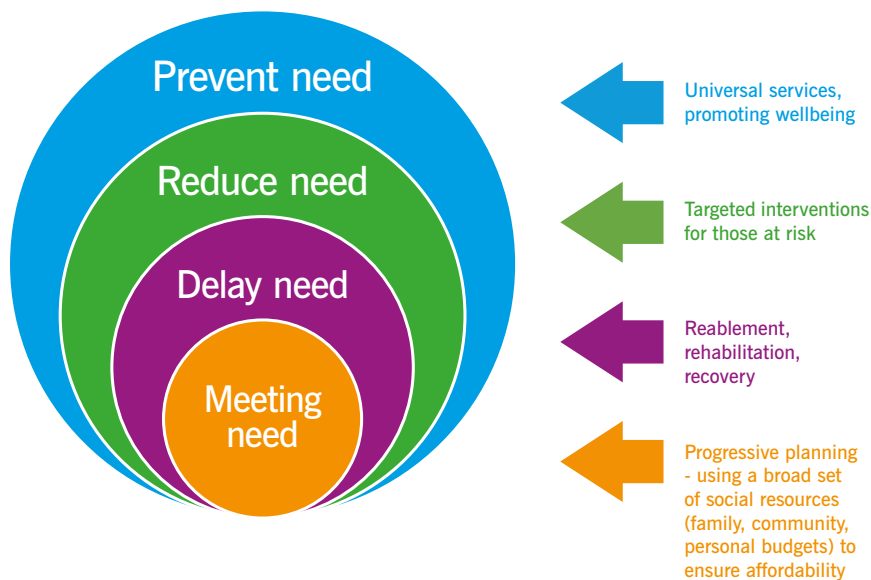 Prevent need
Universal services,
promoting wellbeing
Reduce need
Targeted interventions
for those at risk
Delay need
Reablement,
rehabilitation,
recovery
Meeting
need
Progressive planning
- using a broad set
of social resources
(family, community,
personal budgets) to
ensure affordability